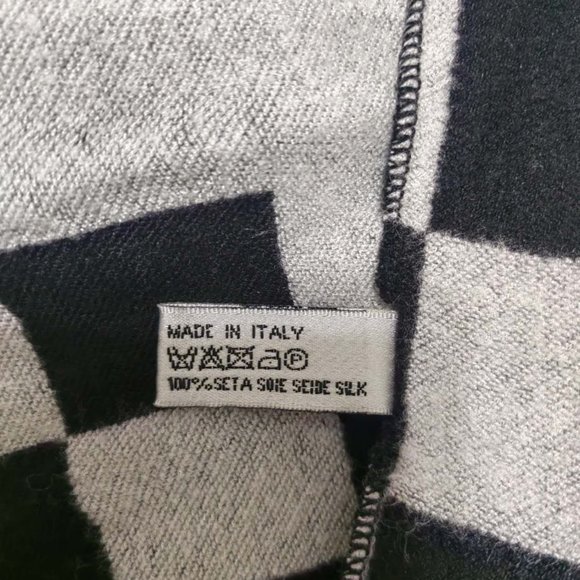 MADE IN ITALY
P
100% SETA SOIE SEIDE SILK